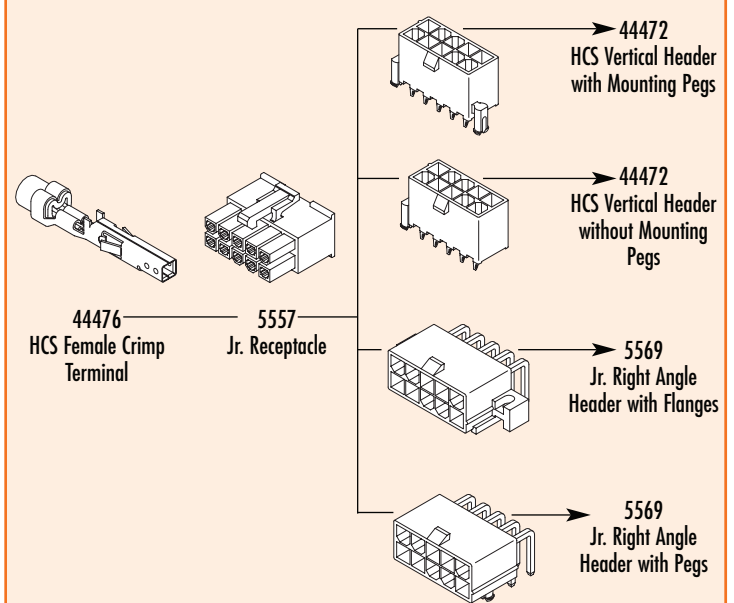 44472
HCS Vertical Header
with Mounting Pegs
44472
HCS Vertical Header
without Mounting
Pegs
44476
HCS Female Crimp
Terminal
5557
Jr. Receptacle
5569
Jr. Right Angle
Header with Flanges
5569
Jr. Right Angle
Header with Pegs